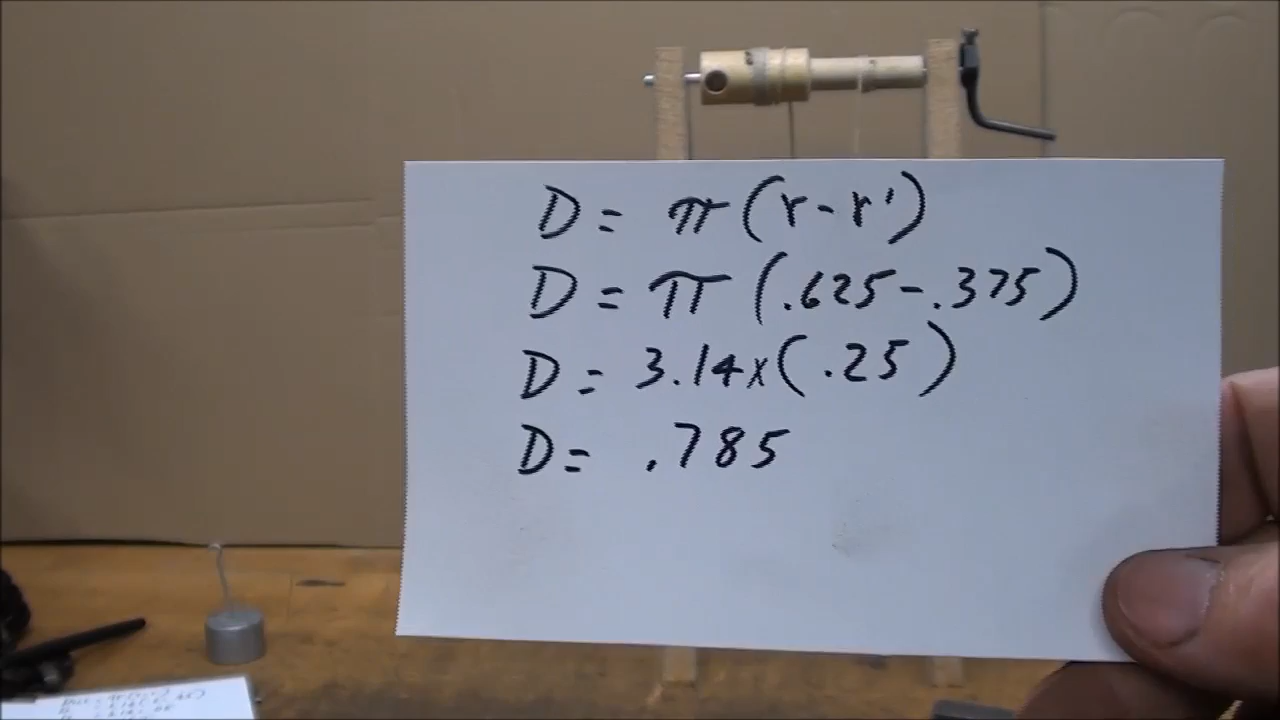 D = π(r - r')
D = π(.625 - .375)
D = 3.14 x (.25)
D = .785